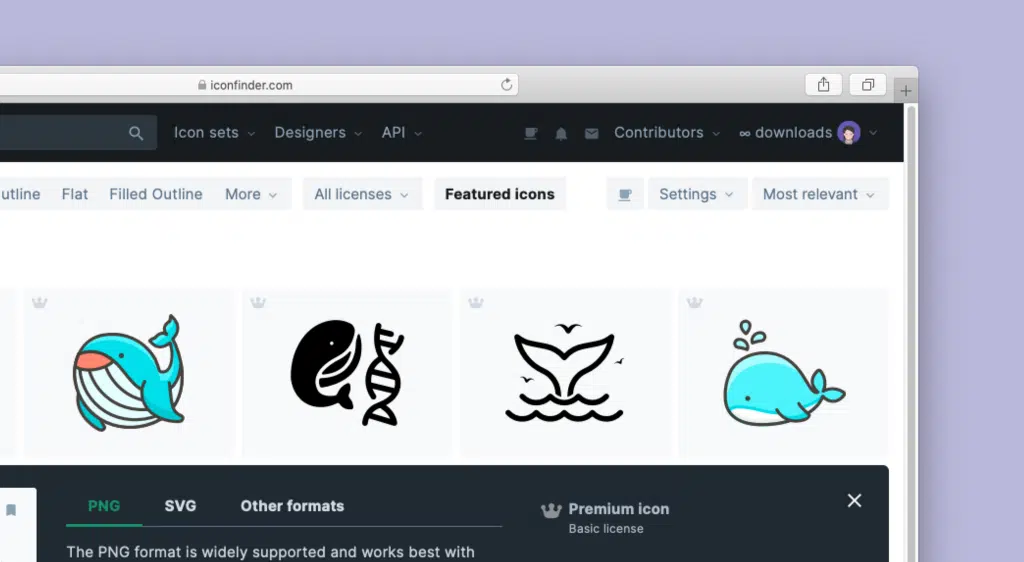 iconfinder.com
Icon sets
Designers
API
Contributors
∞ downloads
utline
Flat
Filled Outline
More
All licenses
Featured icons
Settings
Most relevant
PNG
SVG
Other formats
Premium icon
Basic license
The PNG format is widely supported and works best with